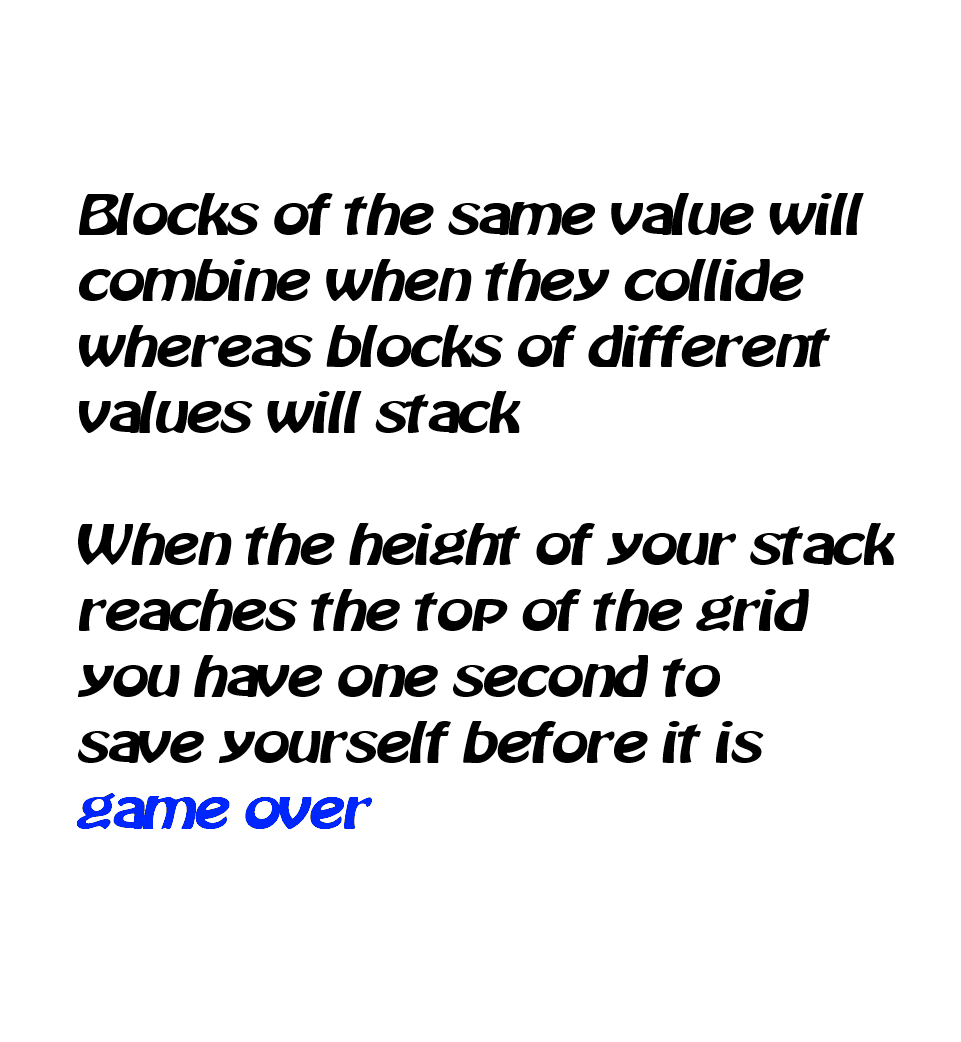 Blocks of the same value will
combine when they collide
whereas blocks of different
values will stack
When the height of your stack
reaches the top of the grid
you have one second to
save yourself before it is
game over